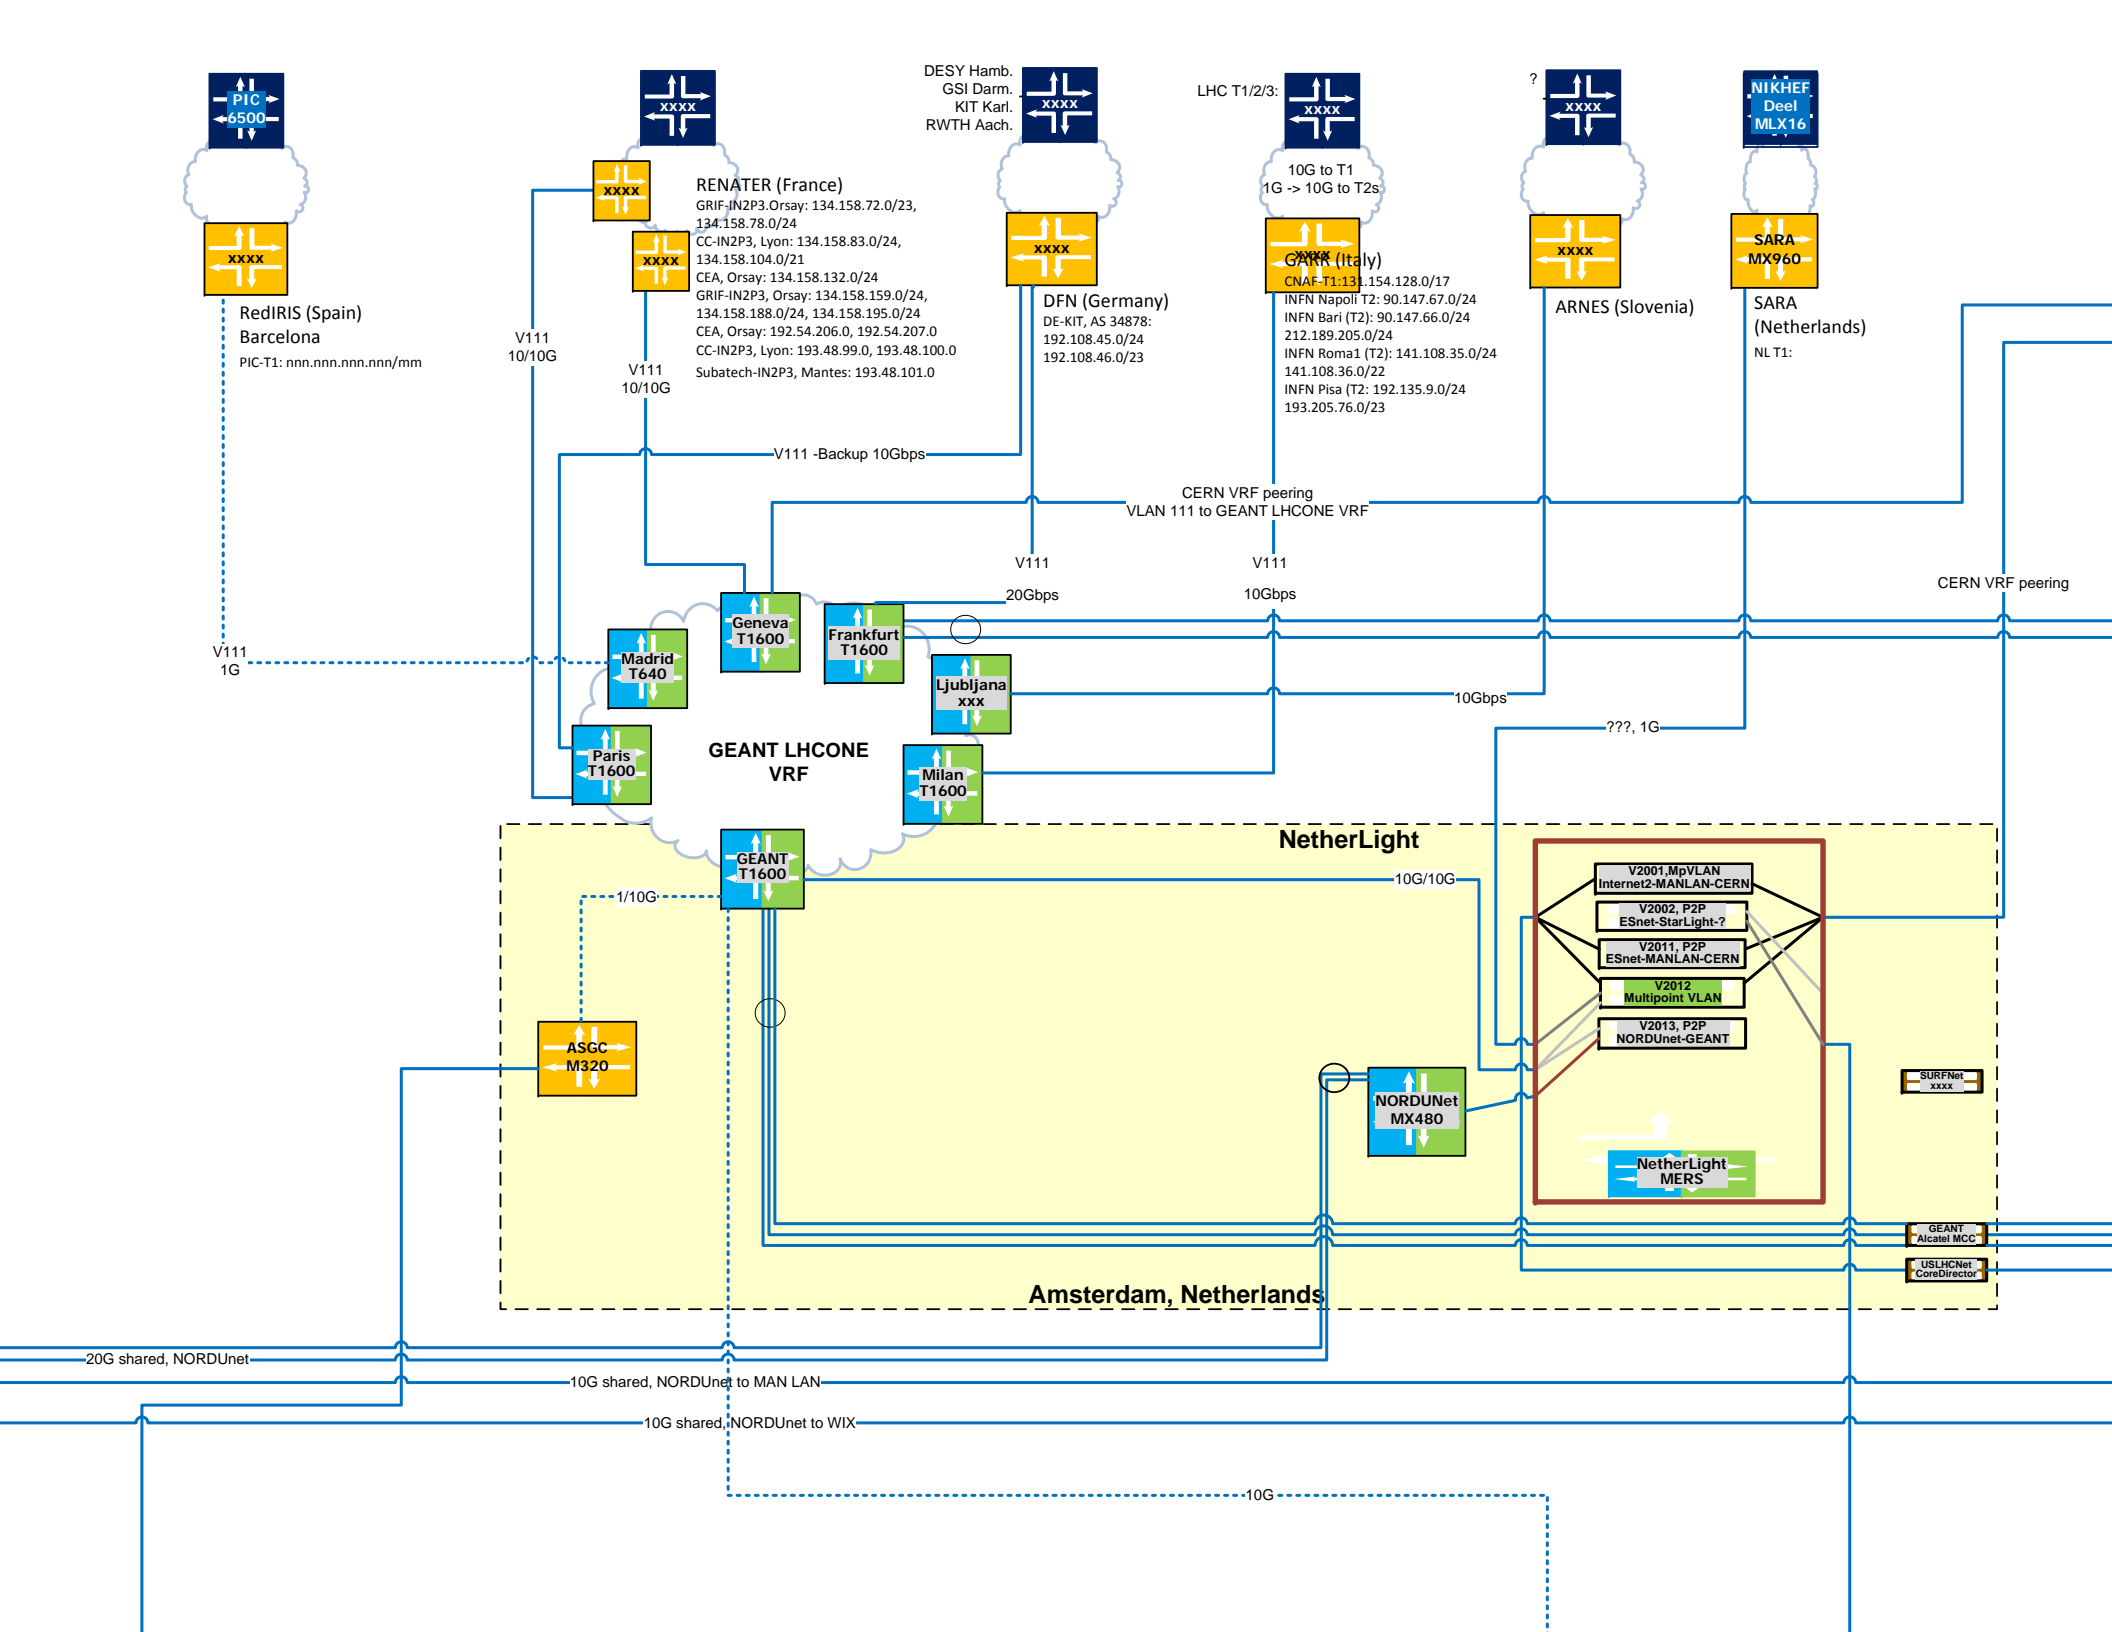 PIC
6500
xxxx
RedIRIS (Spain)
Barcelona
PIC-T1: nnn.nnn.nnn.nnn/mm
V111
1G
xxxx
xxxx
xxxx
RENATER (France)
GRIF-IN2P3.Orsay: 134.158.72.0/23,
134.158.78.0/24
CC-IN2P3, Lyon: 134.158.83.0/24,
134.158.104.0/21
CEA, Orsay: 134.158.132.0/24
GRIF-IN2P3, Orsay: 134.158.159.0/24,
134.158.188.0/24, 134.158.195.0/24
CEA, Orsay: 192.54.206.0, 192.54.207.0
CC-IN2P3, Lyon: 193.48.99.0, 193.48.100.0
Subatech-IN2P3, Mantes: 193.48.101.0
V111
10/10G
V111
10/10G
DESY Hamb.
GSI Darm.
KIT Karl.
RWTH Aach.
xxxx
xxxx
DFN (Germany)
DE-KIT, AS 34878:
192.108.45.0/24
192.108.46.0/23
V111 -Backup 10Gbps
LHC T1/2/3:
xxxx
10G to T1
1G -> 10G to T2s
xxxx
GARR (Italy)
CNAF-T1:131.154.128.0/17
INFN Napoli T2: 90.147.67.0/24
INFN Bari (T2): 90.147.66.0/24
212.189.205.0/24
INFN Roma1 (T2): 141.108.35.0/24
141.108.36.0/22
INFN Pisa (T2: 192.135.9.0/24
193.205.76.0/23
?
xxxx
xxxx
ARNES (Slovenia)
NIKHEF
Deel
MLX16
SARA
MX960
SARA
(Netherlands)
NL T1:
CERN VRF peering
VLAN 111 to GEANT LHCONE VRF
V111
20Gbps
V111
10Gbps
CERN VRF peering
Geneva
T1600
Frankfurt
T1600
Madrid
T640
Ljubljana
xxx
10Gbps
???, 1G
Paris
T1600
GEANT LHCONE
VRF
Milan
T1600
NetherLight
GEANT
T1600
1/10G
10G/10G
V2001,MpVLAN
Internet2-MANLAN-CERN
V2002, P2P
ESnet-StarLight-?
V2011, P2P
ESnet-MANLAN-CERN
V2012
Multipoint VLAN
V2013, P2P
NORDUnet-GEANT
ASGC
M320
NORDUNet
MX480
SURFNet
xxxx
NetherLight
MERS
GEANT
Alcatel MCC
USLHCNet
CoreDirector
Amsterdam, Netherlands
20G shared, NORDUnet
10G shared, NORDUnet to MAN LAN
10G shared, NORDUnet to WIX
10G